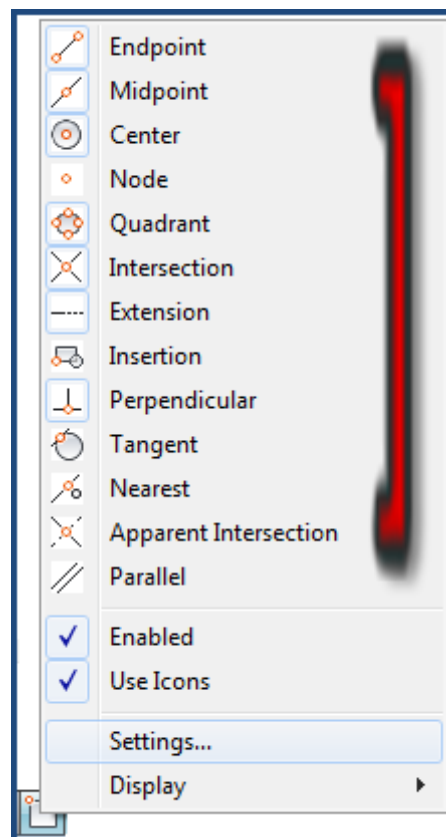 Endpoint
Midpoint
Center
Node
Quadrant
Intersection
Extension
Insertion
Perpendicular
Tangent
Nearest
Apparent Intersection
Parallel
Enabled
Use Icons
Settings...
Display